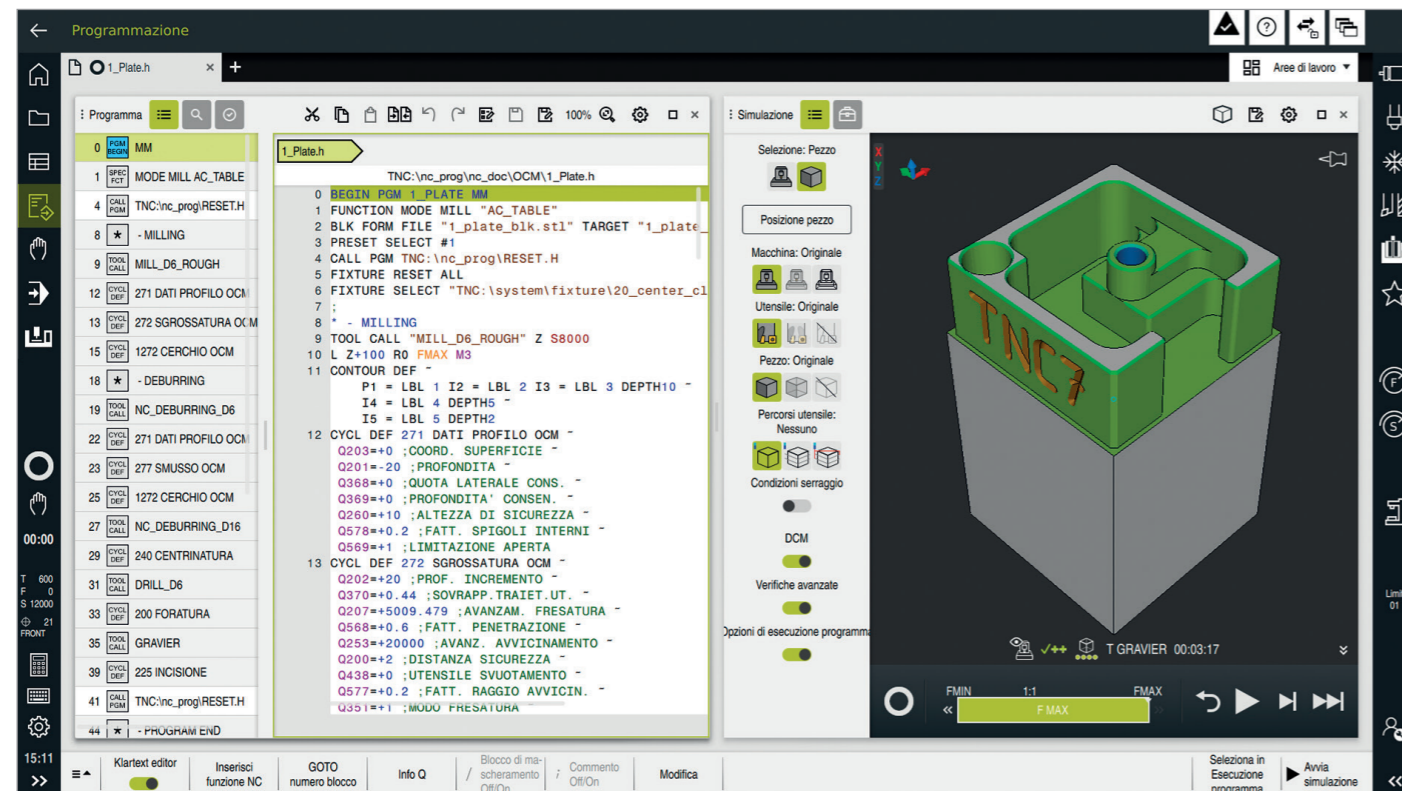 Programmazione
1_Plate.h × +
Aree di lavoro
Programma
100%
0 PGM BEGIN MM
1 SPEC FCT MODE MILL AC_TABLE
4 CALL PGM TNC:\nc_prog\RESET.H
8 * - MILLING
9 TOOL CALL MILL_D6_ROUGH
12 CYCL DEF 271 DATI PROFILO OCM
13 CYCL DEF 272 SGROSSATURA OCM
15 CYCL DEF 1272 CERCHIO OCM
18 * - DEBURRING
19 TOOL CALL NC_DEBURRING_D6
22 CYCL DEF 271 DATI PROFILO OCM
23 CYCL DEF 277 SMUSSO OCM
25 CYCL DEF 1272 CERCHIO OCM
27 TOOL CALL NC_DEBURRING_D16
29 CYCL DEF 240 CENTRINATURA
31 TOOL CALL DRILL_D6
33 CYCL DEF 200 FORATURA
35 TOOL CALL GRAVIER
39 CYCL DEF 225 INCISIONE
41 CALL PGM TNC:\nc_prog\RESET.H
44 * - PROGRAM END
1_Plate.h
TNC:\nc_prog\nc_doc\OCM\1_Plate.h
0 BEGIN PGM 1_PLATE MM
1 FUNCTION MODE MILL "AC_TABLE"
2 BLK FORM FILE "1_plate_blk.stl" TARGET "1_plate_
3 PRESET SELECT #1
4 CALL PGM TNC:\nc_prog\RESET.H
5 FIXTURE RESET ALL
6 FIXTURE SELECT "TNC:\system\fixture\20_center_cl
7 ;
8 * - MILLING
9 TOOL CALL "MILL_D6_ROUGH" Z S8000
10 L Z+100 R0 FMAX M3
11 CONTOUR DEF ~
P1 = LBL 1 I2 = LBL 2 I3 = LBL 3 DEPTH10 ~
I4 = LBL 4 DEPTH5 ~
I5 = LBL 5 DEPTH2
12 CYCL DEF 271 DATI PROFILO OCM ~
Q203=+0 ;COORD. SUPERFICIE ~
Q201=-20 ;PROFONDITA ~
Q368=+0 ;QUOTA LATERALE CONS. ~
Q369=+0 ;PROFONDITA' CONSEN. ~
Q260=+10 ;ALTEZZA DI SICUREZZA ~
Q578=+0.2 ;FATT. SPIGOLI INTERNI ~
Q569=+1 ;LIMITAZIONE APERTA
13 CYCL DEF 272 SGROSSATURA OCM ~
Q202=+20 ;PROF. INCREMENTO ~
Q370=+0.44 ;SOVRAPP.TRAIET.UT. ~
Q207=+5009.479 ;AVANZAM. FRESATURA ~
Q568=+0.6 ;FATT. PENETRAZIONE ~
Q253=+20000 ;AVANZ. AVVICINAMENTO ~
Q200=+2 ;DISTANZA SICUREZZA ~
Q438=+0 ;UTENSILE SVUOTAMENTO ~
Q577=+0.2 ;FATT. RAGGIO AVVICIN. ~
Q351=+1 ;MODO FRESATURA ~
Simulazione
Selezione: Pezzo
Posizione pezzo
Macchina: Originale
Utensile: Originale
Pezzo: Originale
Percorsi utensile:
Nessuno
Condizioni serraggio
DCM
Verifiche avanzate
Opzioni di esecuzione programma
X
Y
Z
TNC7
T GRAVIER 00:03:17
FMIN 1:1 FMAX
F MAX
00:00
T 600
F 0
S 12000
21
FRONT
15:11
F
S
Limit
01
Klartext editor
Inserisci
funzione NC
GOTO
numero blocco
Info Q
/ Blocco di ma-
scheramento
Off/On
; Commento
Off/On
Modifica
Seleziona in
Esecuzione
programma
Avvia
simulazione